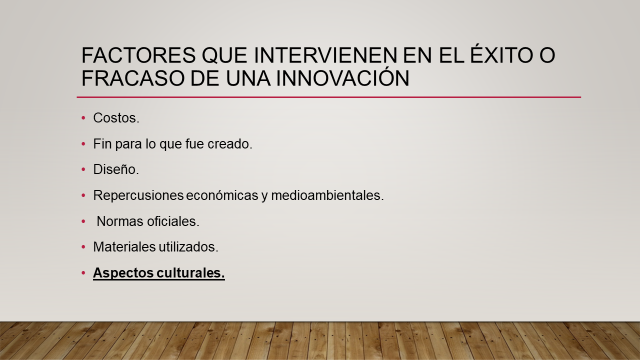 FACTORES QUE INTERVIENEN EN EL ÉXITO O
FRACASO DE UNA INNOVACIÓN
• Costos.
• Fin para lo que fue creado.
• Diseño.
• Repercusiones económicas y medioambientales.
• Normas oficiales.
• Materiales utilizados.
• Aspectos culturales.